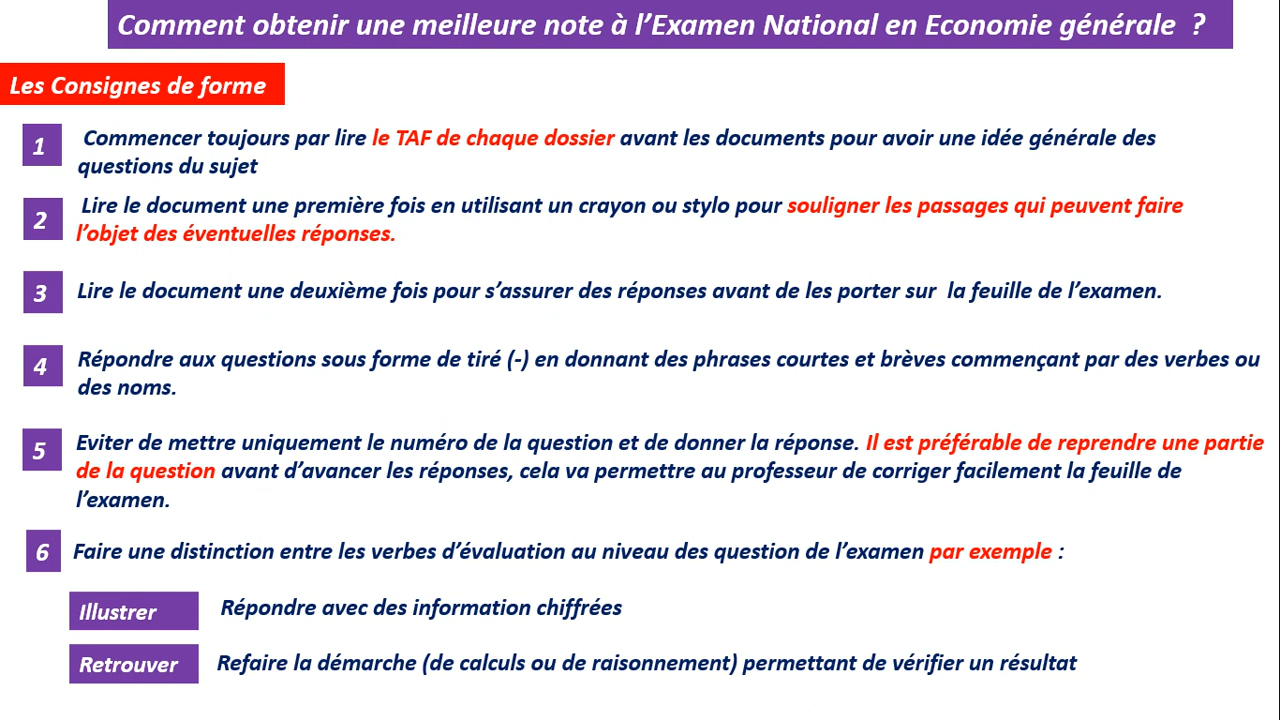 Comment obtenir une meilleure note à l'Examen National en Economie générale ?
Les Consignes de forme
1 Commencer toujours par lire le TAF de chaque dossier avant les documents pour avoir une idée générale des
questions du sujet
2 Lire le document une première fois en utilisant un crayon ou stylo pour souligner les passages qui peuvent faire
l'objet des éventuelles réponses.
3 Lire le document une deuxième fois pour s'assurer des réponses avant de les porter sur la feuille de l'examen.
4 Répondre aux questions sous forme de tiré (-) en donnant des phrases courtes et brèves commençant par des verbes ou
des noms.
5 Eviter de mettre uniquement le numéro de la question et de donner la réponse. Il est préférable de reprendre une partie
de la question avant d'avancer les réponses, cela va permettre au professeur de corriger facilement la feuille de
l'examen.
6 Faire une distinction entre les verbes d'évaluation au niveau des question de l'examen par exemple :
Illustrer Répondre avec des information chiffrées
Retrouver Refaire la démarche (de calculs ou de raisonnement) permettant de vérifier un résultat